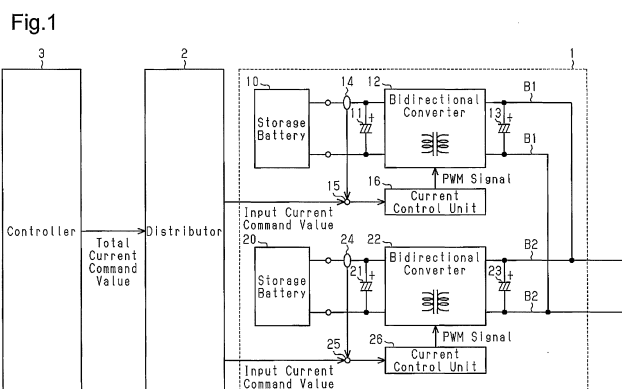 Fig.1
3
2
1
10
14
12
B1
Storage
Battery
11
+
Bidirectional
Converter
13
+
B1
15
16
PWM Signal
Current
Control Unit
Input Current
Command Value
Controller
Total
Current
Command
Value
Distributor
20
24
22
B2
Storage
Battery
21
+
Bidirectional
Converter
23
+
B2
25
26
PWM Signal
Current
Control Unit
Input Current
Command Value